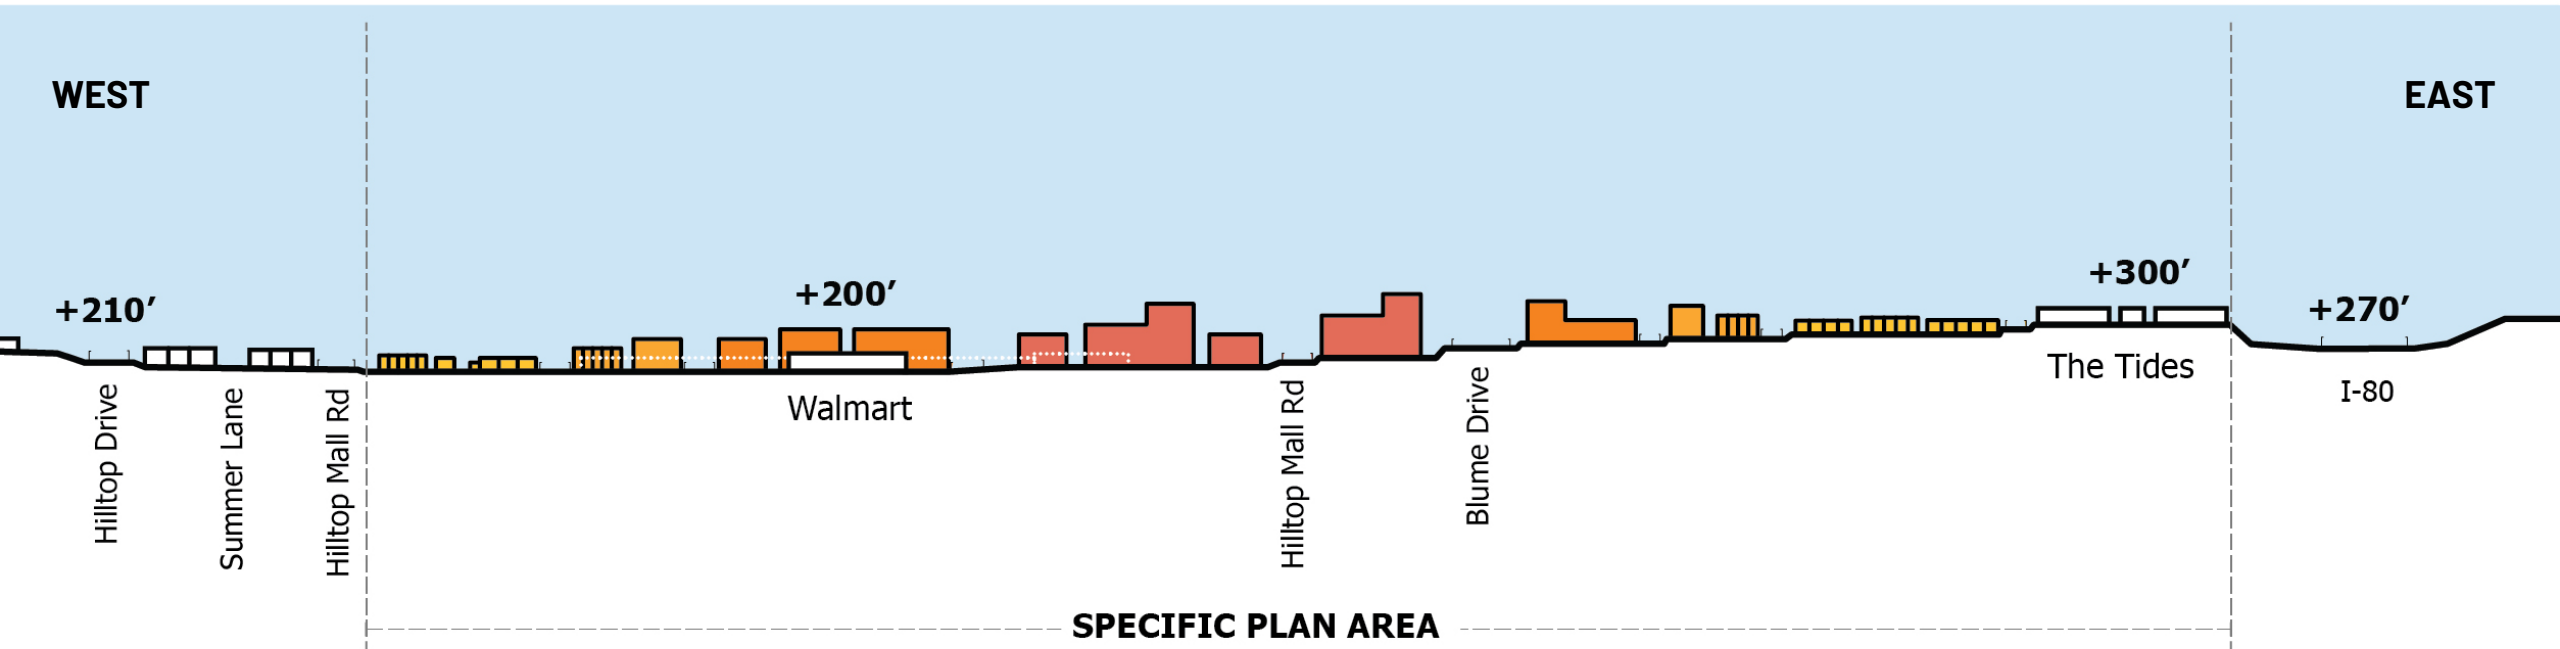 WEST
EAST
+210’
+200’
+300’
+270’
Hilltop Drive
Summer Lane
Hilltop Mall Rd
Walmart
Hilltop Mall Rd
Blume Drive
The Tides
I-80
SPECIFIC PLAN AREA